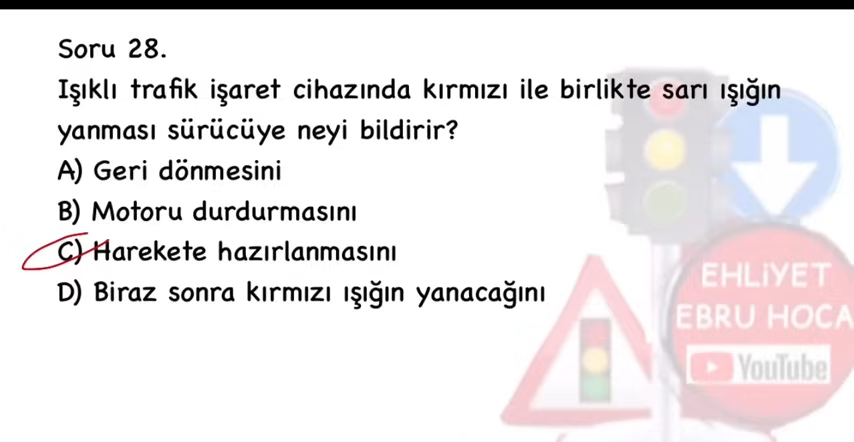 Soru 28.
Işıklı trafik işaret cihazında kırmızı ile birlikte sarı ışığın
yanması sürücüye neyi bildirir?
A) Geri dönmesini
B) Motoru durdurmasını
C) Harekete hazırlanmasını
D) Biraz sonra kırmızı ışığın yanacağını
EHLİYET
EBRU HOCA
YouTube